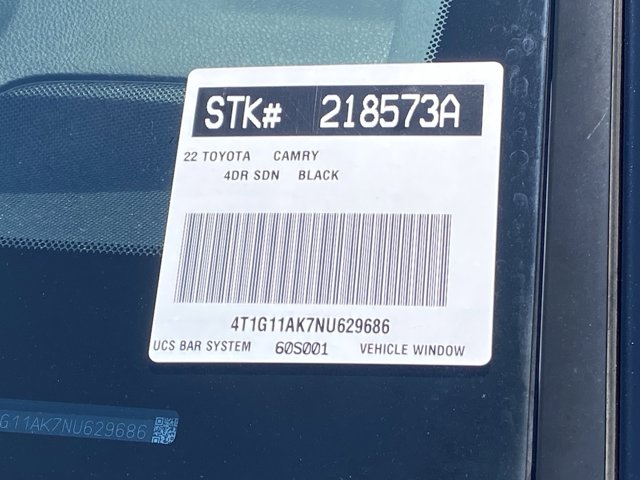 STK# 218573A
22 TOYOTA CAMRY
4DR SDN BLACK
4T1G11AK7NU629686
UCS BAR SYSTEM 60S001 VEHICLE WINDOW
G11AK7NU629686